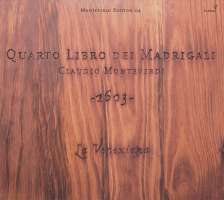 Monteverdi Edition 04
Quarto Libro dei Madrigali
Claudio Monteverdi
-1603-
La Venexiana